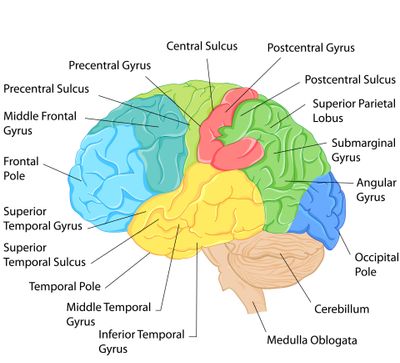 Central Sulcus
Postcentral Gyrus
Precentral Gyrus
Postcentral Sulcus
Precentral Sulcus
Superior Parietal
Lobus
Middle Frontal
Gyrus
Submarginal
Gyrus
Frontal
Pole
Angular
Gyrus
Superior
Temporal Gyrus
Superior
Temporal Sulcus
Occipital
Pole
Temporal Pole
Middle Temporal
Gyrus
Cerebillum
Inferior Temporal
Gyrus
Medulla Oblogata